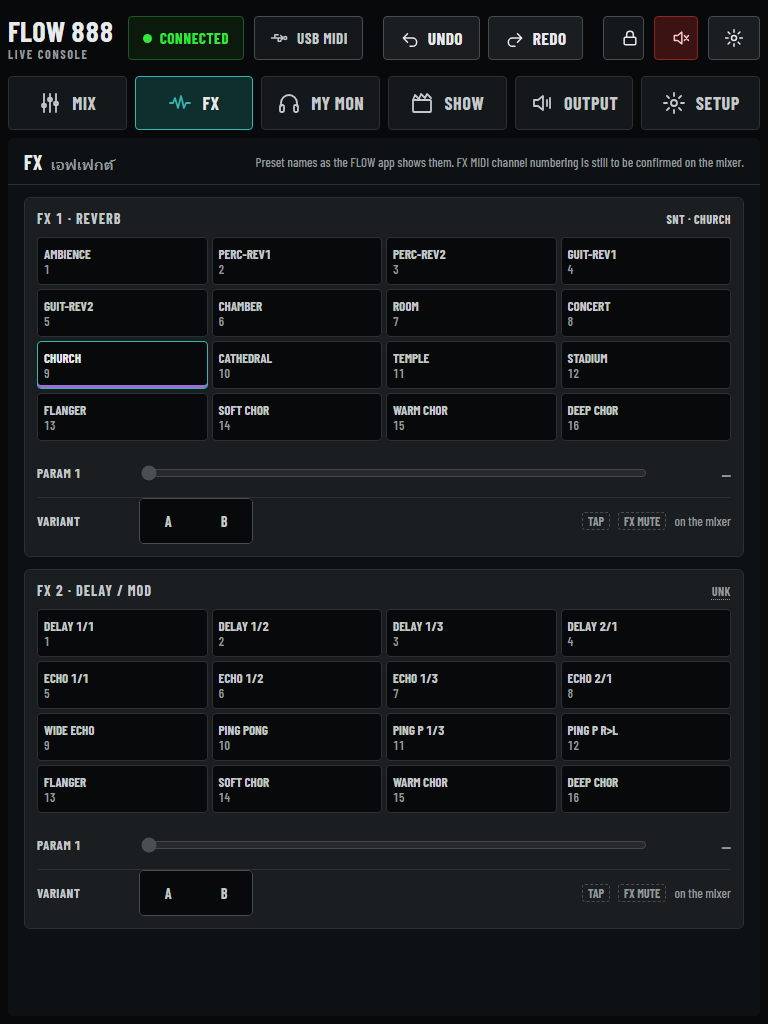 FLOW 888
LIVE CONSOLE
CONNECTED
USB MIDI
UNDO
REDO
MIX
FX
MY MON
SHOW
OUTPUT
SETUP
FX เอฟเฟกต์
Preset names as the FLOW app shows them. FX MIDI channel numbering is still to be confirmed on the mixer.
FX 1 · REVERB
SNT · CHURCH
AMBIENCE
1
PERC-REV1
2
PERC-REV2
3
GUIT-REV1
4
GUIT-REV2
5
CHAMBER
6
ROOM
7
CONCERT
8
CHURCH
9
CATHEDRAL
10
TEMPLE
11
STADIUM
12
FLANGER
13
SOFT CHOR
14
WARM CHOR
15
DEEP CHOR
16
PARAM 1 –
VARIANT A B TAP FX MUTE on the mixer
FX 2 · DELAY / MOD
UNK
DELAY 1/1
1
DELAY 1/2
2
DELAY 1/3
3
DELAY 2/1
4
ECHO 1/1
5
ECHO 1/2
6
ECHO 1/3
7
ECHO 2/1
8
WIDE ECHO
9
PING PONG
10
PING P 1/3
11
PING P R>L
12
FLANGER
13
SOFT CHOR
14
WARM CHOR
15
DEEP CHOR
16
PARAM 1 –
VARIANT A B TAP FX MUTE on the mixer